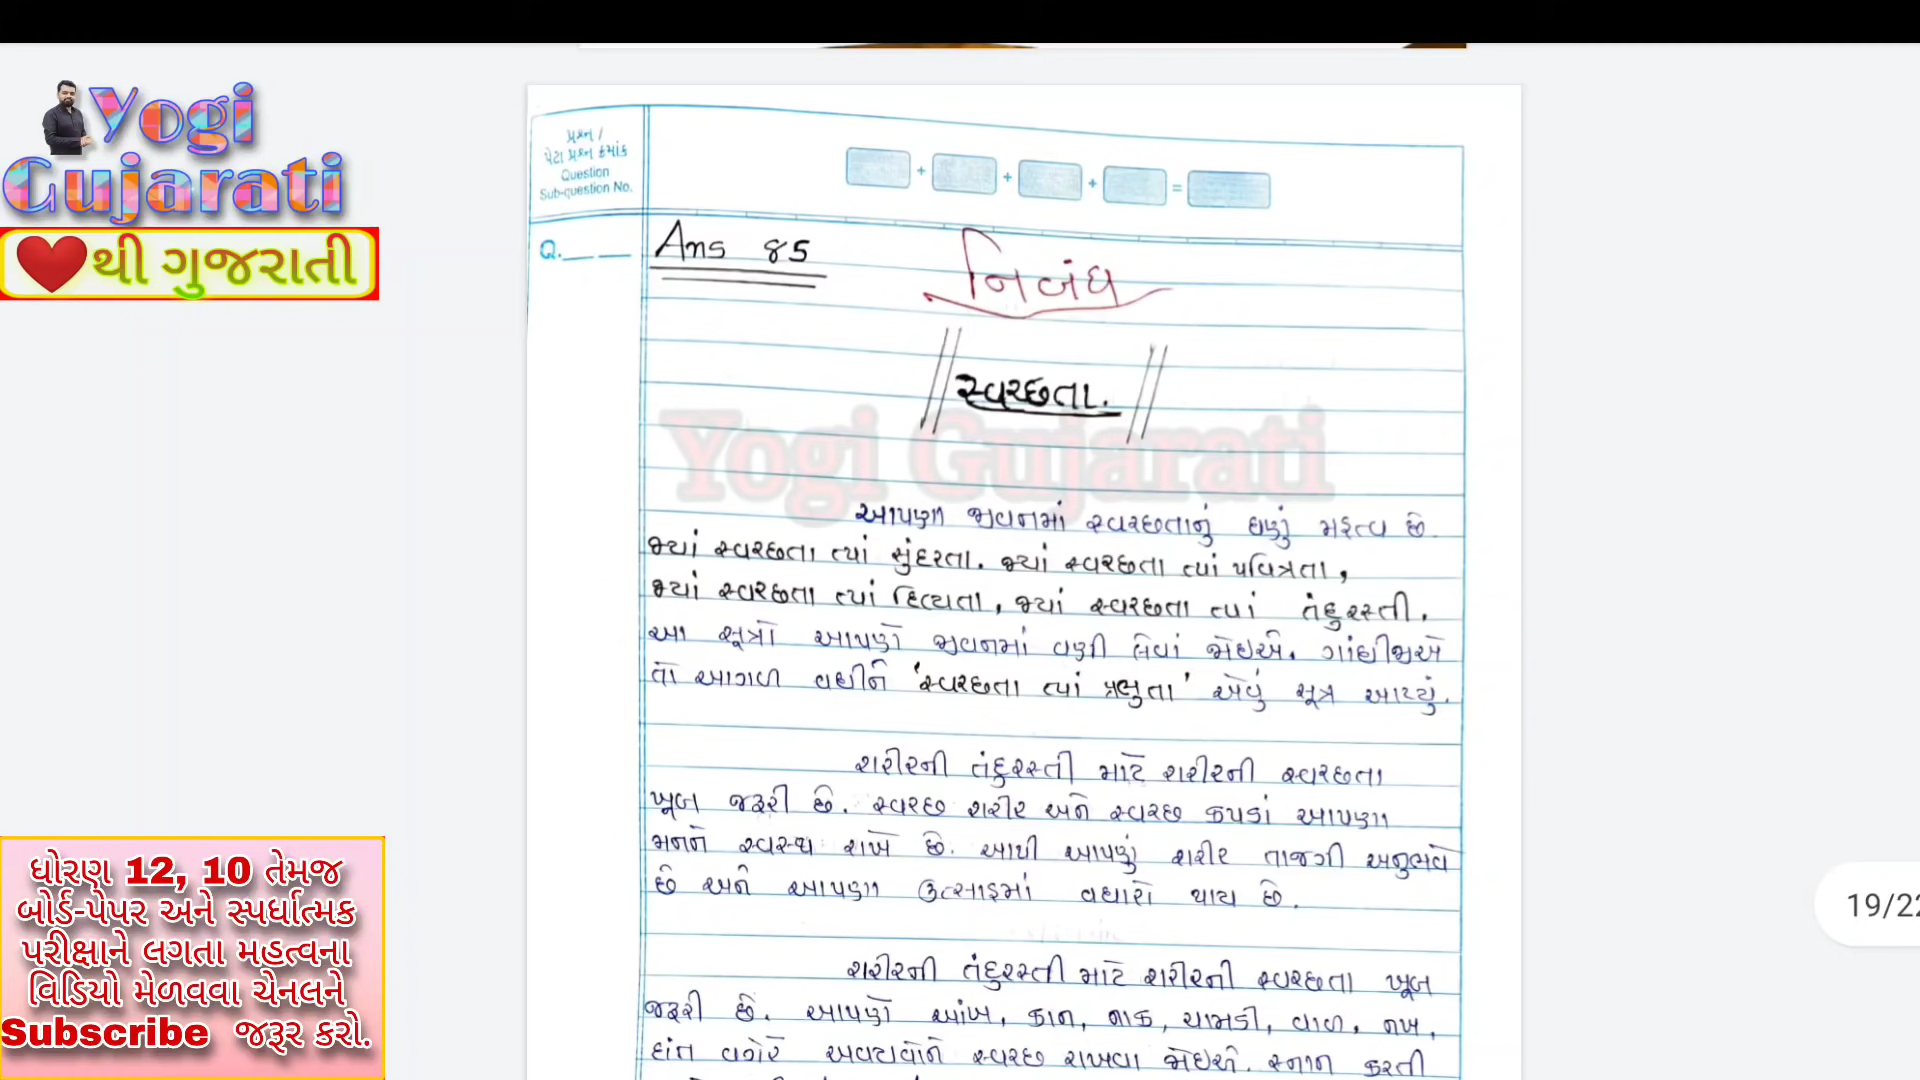 Yogi
Gujarati
થી ગુજરાતી
પ્રશ્ન /
પેટા પ્રશ્ન ક્રમાંક
Question
Sub-question No.
+ + + =
Q.__ __
Ans 85
નિબંધ
સ્વચ્છતા.
Yogi Gujarati
આપણા જીવનમાં સ્વચ્છતાનું ઘણું મહત્વ છે.
જ્યાં સ્વચ્છતા ત્યાં સુંદરતા. જ્યાં સ્વચ્છતા ત્યાં પવિત્રતા,
જ્યાં સ્વચ્છતા ત્યાં દિવ્યતા, જ્યાં સ્વચ્છતા ત્યાં તંદુરસ્તી.
આ સૂત્રો આપણે જીવનમાં વણી લેવાં જોઇએ. ગાંધીજીએ
તો આગળ વધીને 'સ્વચ્છતા ત્યાં પ્રભુતા' એવું સૂત્ર આપ્યું.
શરીરની તંદુરસ્તી માટે શરીરની સ્વચ્છતા
ખૂબ જરૂરી છે. સ્વચ્છ શરીર અને સ્વચ્છ કપડાં આપણા
મનને સ્વસ્થ રાખે છે. આથી આપણું શરીર તાજગી અનુભવે
છે અને આપણા ઉત્સાહમાં વધારો થાય છે.
શરીરની તંદુરસ્તી માટે શરીરની સ્વચ્છતા ખૂબ
જરૂરી છે. આપણે આંખ, કાન, નાક, ચામડી, વાળ, નખ,
દાંત વગેરે અવયવોને સ્વચ્છ રાખવા જોઇએ. સ્નાન કરતી
ધોરણ 12, 10 તેમજ
બોર્ડ-પેપર અને સ્પર્ધાત્મક
પરીક્ષાને લગતા મહત્વના
વિડિયો મેળવવા ચેનલને
Subscribe જરૂર કરો.
19/22